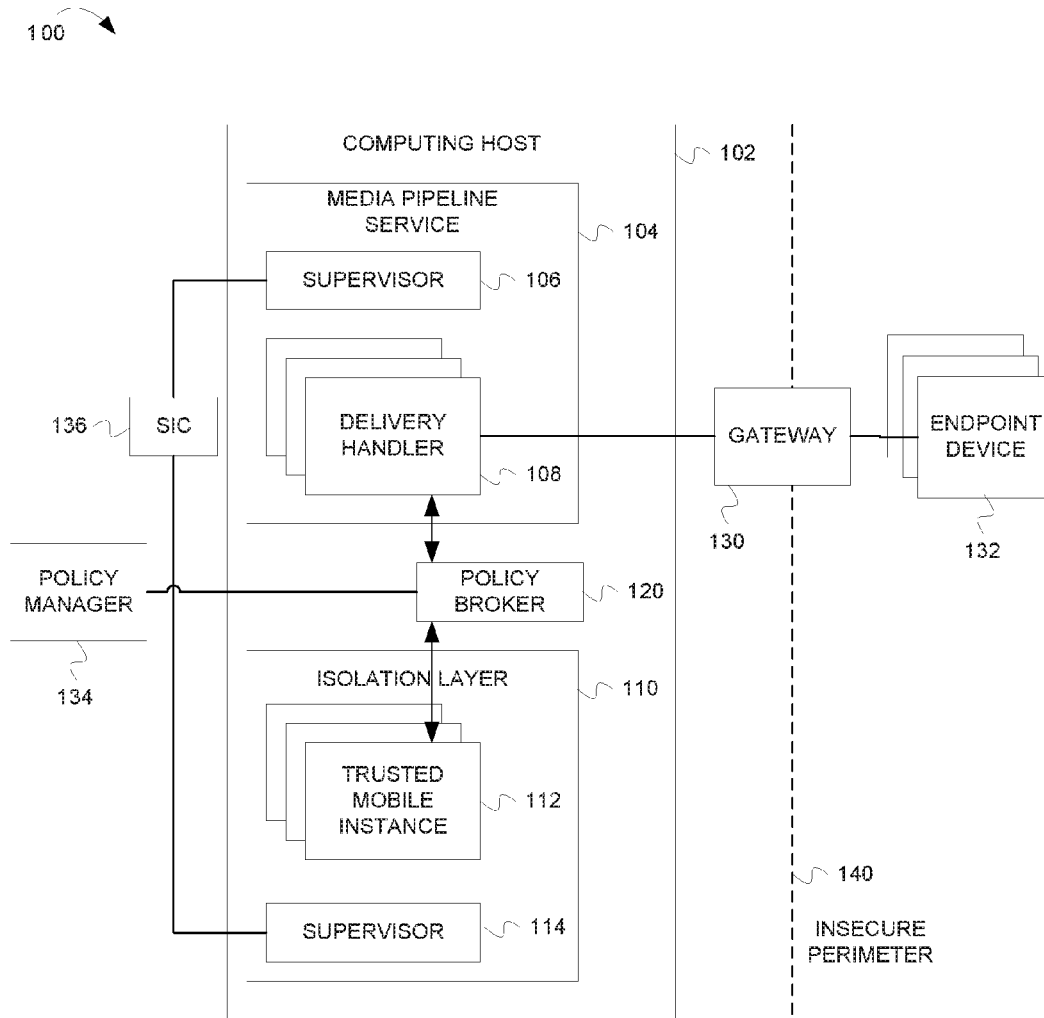 100
COMPUTING HOST
102
MEDIA PIPELINE
SERVICE
104
SUPERVISOR
106
136
SIC
DELIVERY
HANDLER
108
GATEWAY
130
ENDPOINT
DEVICE
132
POLICY
MANAGER
134
POLICY
BROKER
120
ISOLATION LAYER
110
TRUSTED
MOBILE
INSTANCE
112
140
SUPERVISOR
114
INSECURE
PERIMETER